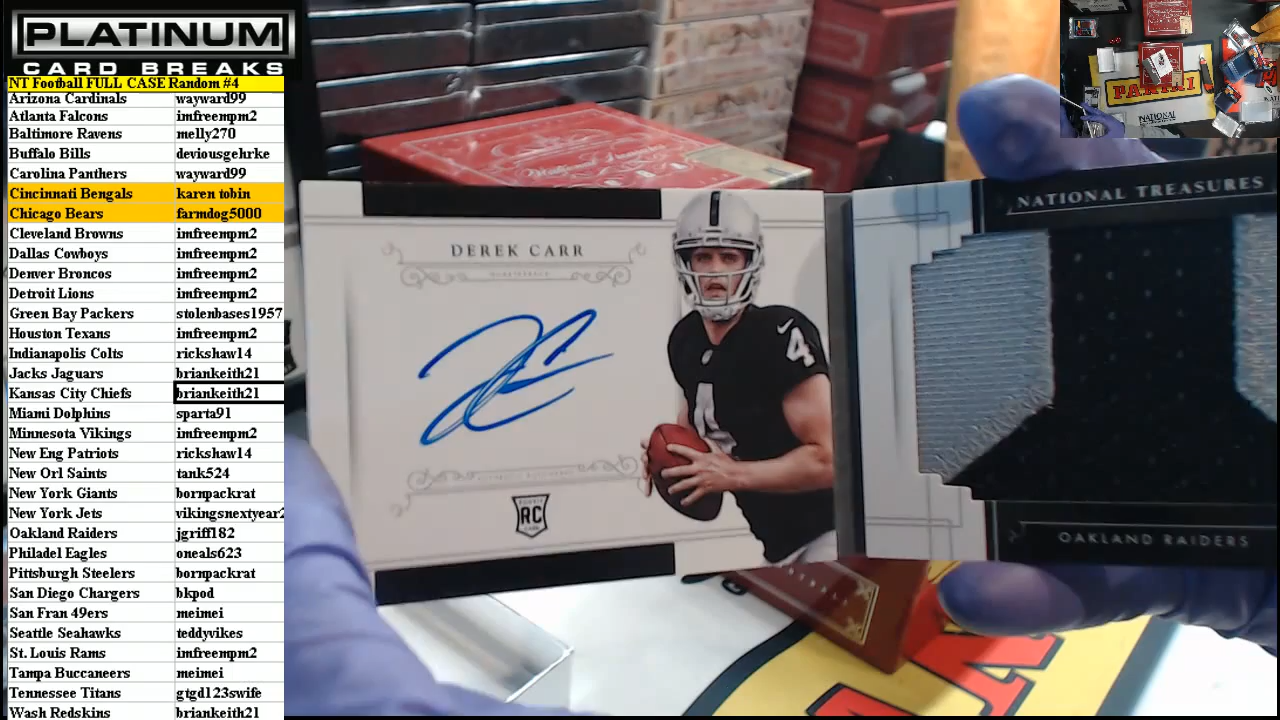 PLATINUM
CARD BREAKS
NT Football FULL CASE Random #4
Arizona Cardinals wayward99
Atlanta Falcons imfreempm2
Baltimore Ravens melly270
Buffalo Bills deviousgehrke
Carolina Panthers wayward99
Cincinnati Bengals karen tobin
Chicago Bears farmdog5000
Cleveland Browns imfreempm2
Dallas Cowboys imfreempm2
Denver Broncos imfreempm2
Detroit Lions imfreempm2
Green Bay Packers stolenbases1957
Houston Texans imfreempm2
Indianapolis Colts rickshaw14
Jacks Jaguars briankeith21
Kansas City Chiefs briankeith21
Miami Dolphins sparta91
Minnesota Vikings imfreempm2
New Eng Patriots rickshaw14
New Orl Saints tank524
New York Giants bornpackrat
New York Jets vikingsnextyear2
Oakland Raiders jgriff182
Philadel Eagles oneals623
Pittsburgh Steelers bornpackrat
San Diego Chargers bkpod
San Fran 49ers meimei
Seattle Seahawks teddyvikes
St. Louis Rams imfreempm2
Tampa Buccaneers meimei
Tennessee Titans gtgd123swife
Wash Redskins briankeith21
DEREK CARR
QUARTERBACK
4
4
RC
NATIONAL TREASURES
OAKLAND RAIDERS
PANINI
NATIONAL